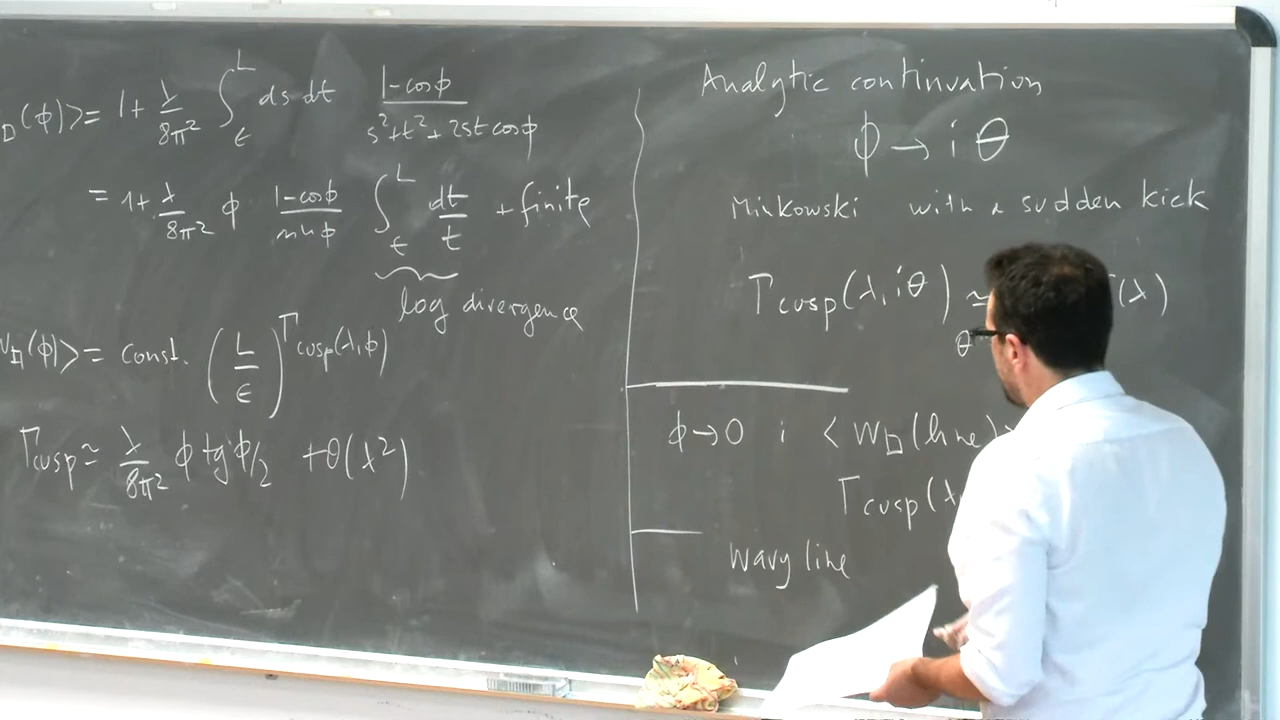 □(ϕ)⟩ = 1 + λ/8π² ∫_ϵ^L ds dt (1-cosϕ)/(s²+t²+2st cosϕ)
= 1 + λ/8π² ϕ (1-cosϕ)/sinϕ ∫_ϵ^L dt/t + finite
log divergence
W□(ϕ)⟩ = const. (L/ϵ)^Γcusp(λ,ϕ)
Γcusp ≃ λ/8π² ϕ tg ϕ/2 + O(λ²)
Analytic continuation
ϕ → iθ
Minkowski with a sudden kick
Γcusp(λ, iθ) ≃ (λ)
θ
ϕ→0 ; ⟨W□(line)⟩
Γcusp(λ
Wavy line